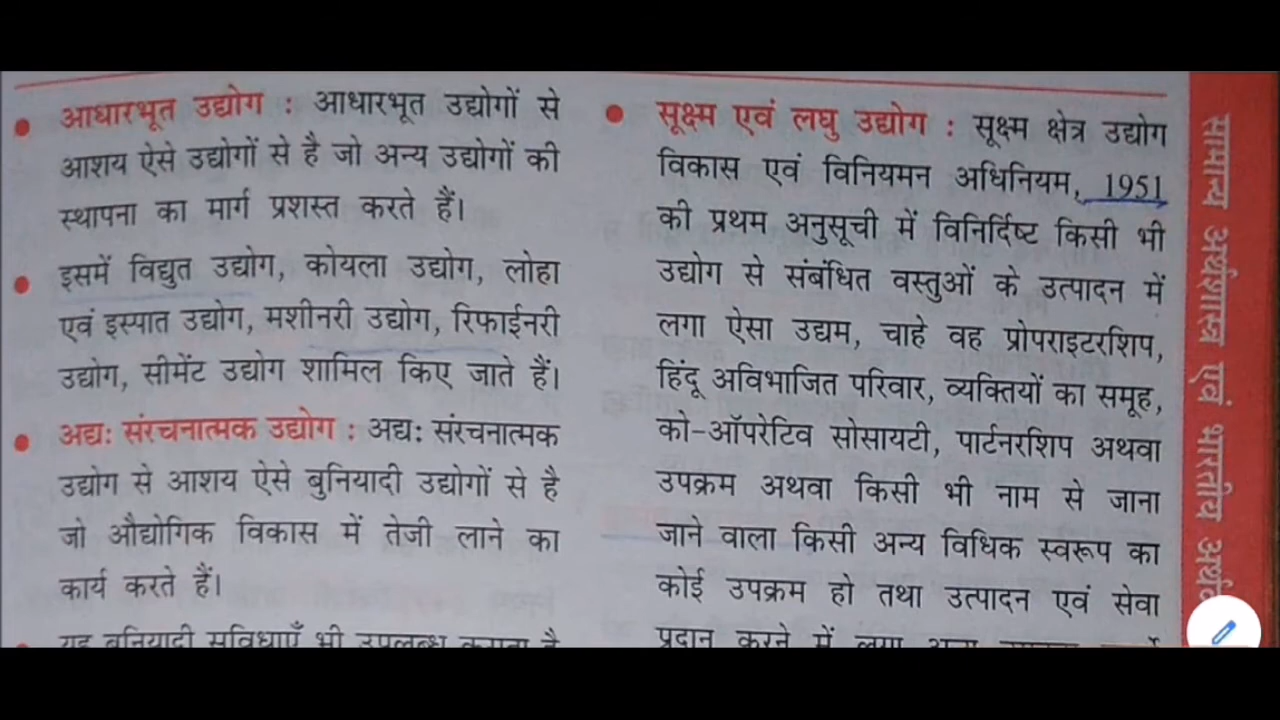 आधारभूत उद्योग : आधारभूत उद्योगों से
आशय ऐसे उद्योगों से है जो अन्य उद्योगों की
स्थापना का मार्ग प्रशस्त करते हैं।
इसमें विद्युत उद्योग, कोयला उद्योग, लोहा
एवं इस्पात उद्योग, मशीनरी उद्योग, रिफाईनरी
उद्योग, सीमेंट उद्योग शामिल किए जाते हैं।
अद्य: संरचनात्मक उद्योग : अद्य: संरचनात्मक
उद्योग से आशय ऐसे बुनियादी उद्योगों से है
जो औद्योगिक विकास में तेजी लाने का
कार्य करते हैं।
यह बुनियादी सुविधाएँ भी उपलब्ध कराता है
सूक्ष्म एवं लघु उद्योग : सूक्ष्म क्षेत्र उद्योग
विकास एवं विनियमन अधिनियम, 1951
की प्रथम अनुसूची में विनिर्दिष्ट किसी भी
उद्योग से संबंधित वस्तुओं के उत्पादन में
लगा ऐसा उद्यम, चाहे वह प्रोपराइटरशिप,
हिंदू अविभाजित परिवार, व्यक्तियों का समूह,
को-ऑपरेटिव सोसायटी, पार्टनरशिप अथवा
उपक्रम अथवा किसी भी नाम से जाना
जाने वाला किसी अन्य विधिक स्वरूप का
कोई उपक्रम हो तथा उत्पादन एवं सेवा
प्रदान करने में लगा
सामान्य अर्थशास्त्र एवं भारतीय